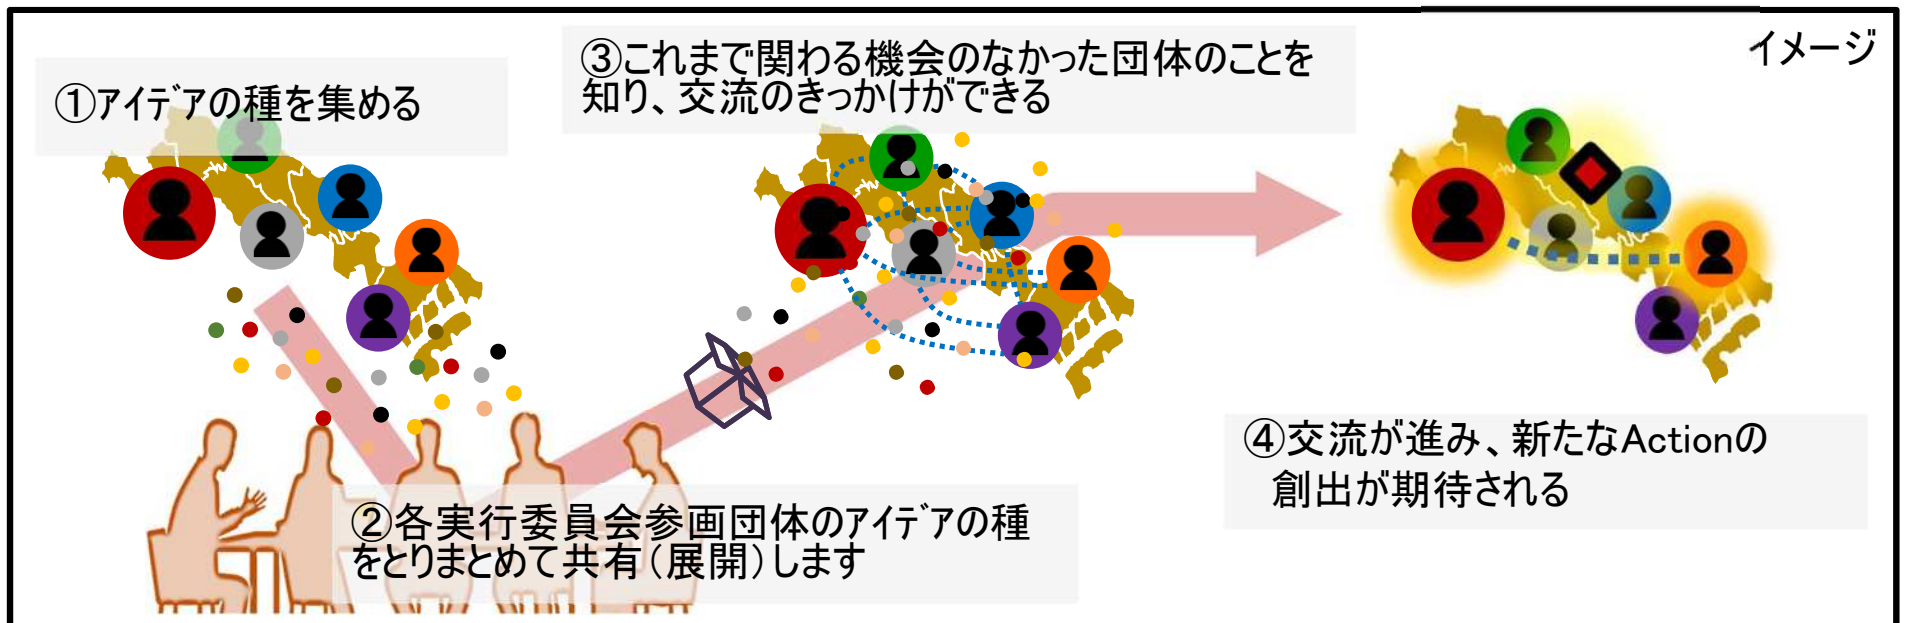 イメージ
①アイデアの種を集める
③これまで関わる機会のなかった団体のことを
知り、交流のきっかけができる
②各実行委員会参画団体のアイデアの種
をとりまとめて共有（展開）します
④交流が進み、新たなActionの
創出が期待される